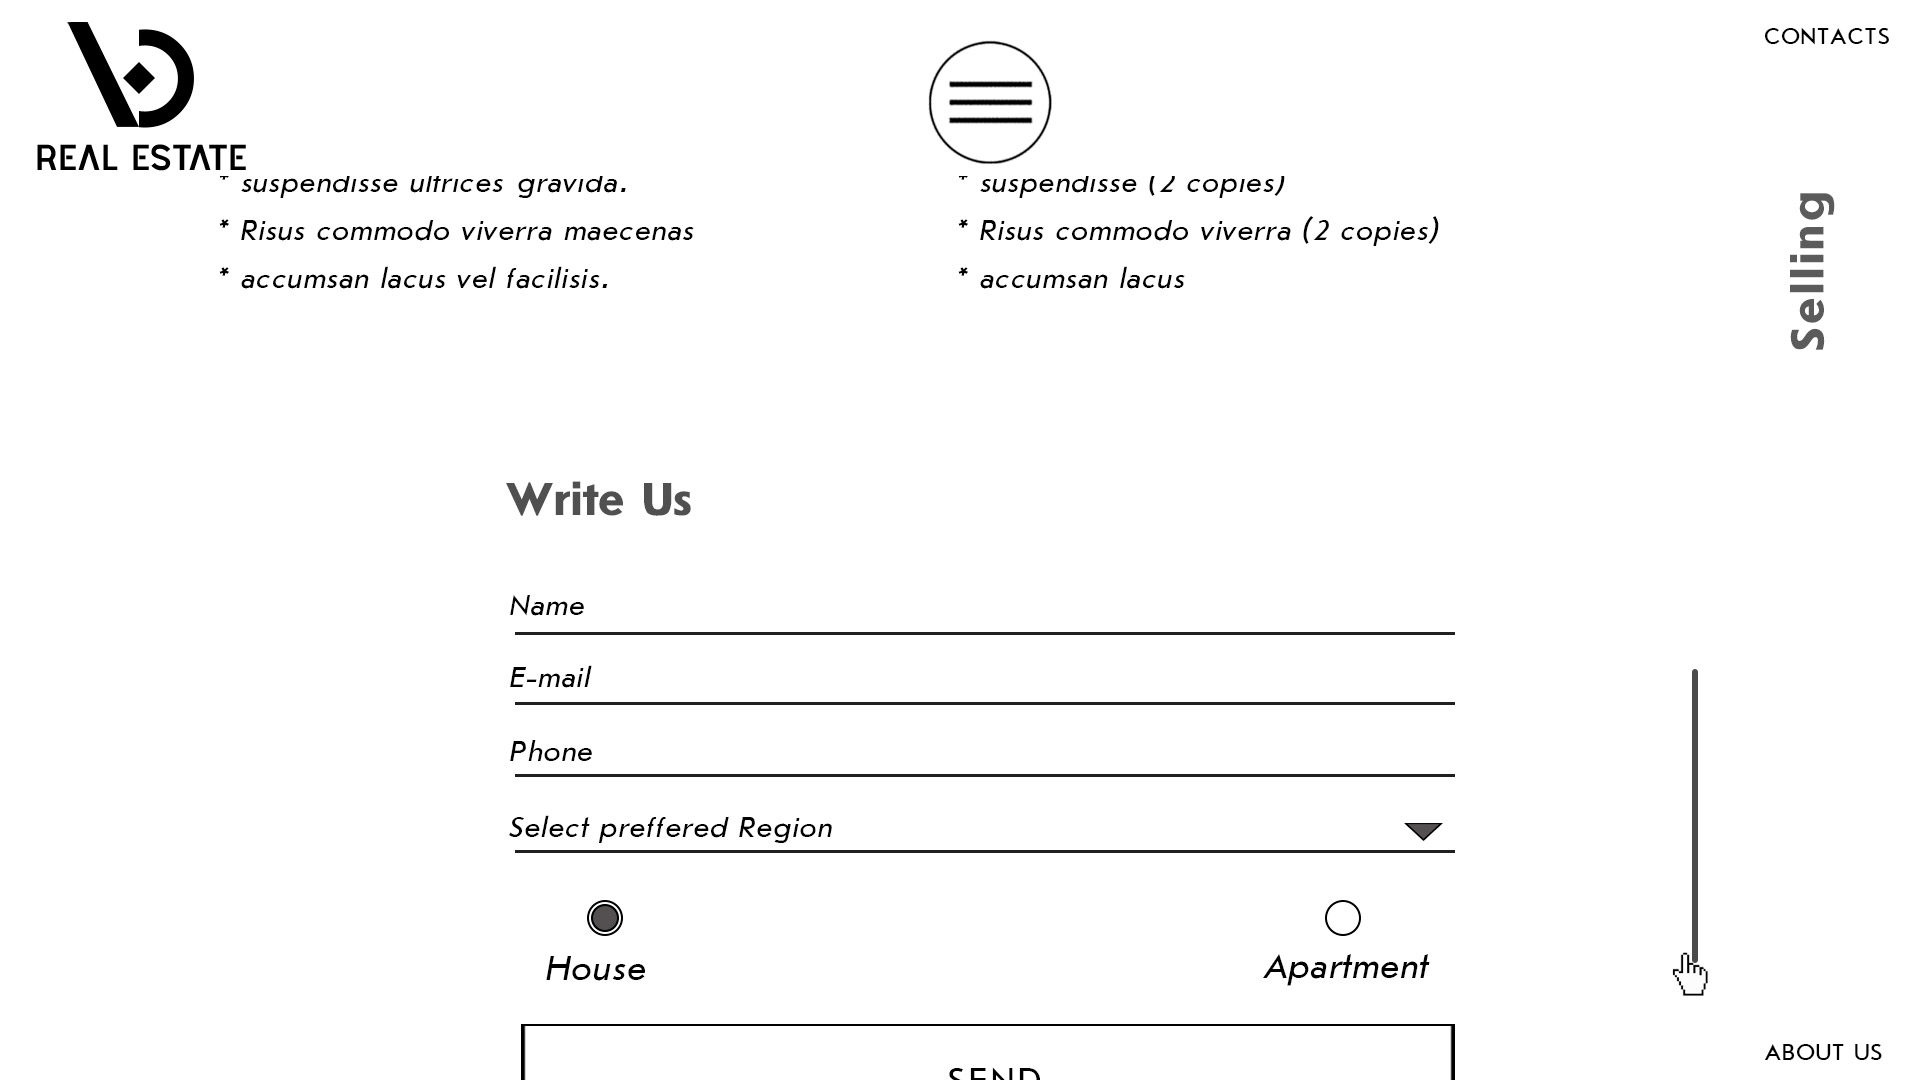 CONTACTS
REAL ESTATE
* suspendisse ultrices gravida.
* Risus commodo viverra maecenas
* accumsan lacus vel facilisis.
* suspendisse (2 copies)
* Risus commodo viverra (2 copies)
* accumsan lacus
Selling
Write Us
Name
E-mail
Phone
Select preffered Region
House
Apartment
SEND
ABOUT US